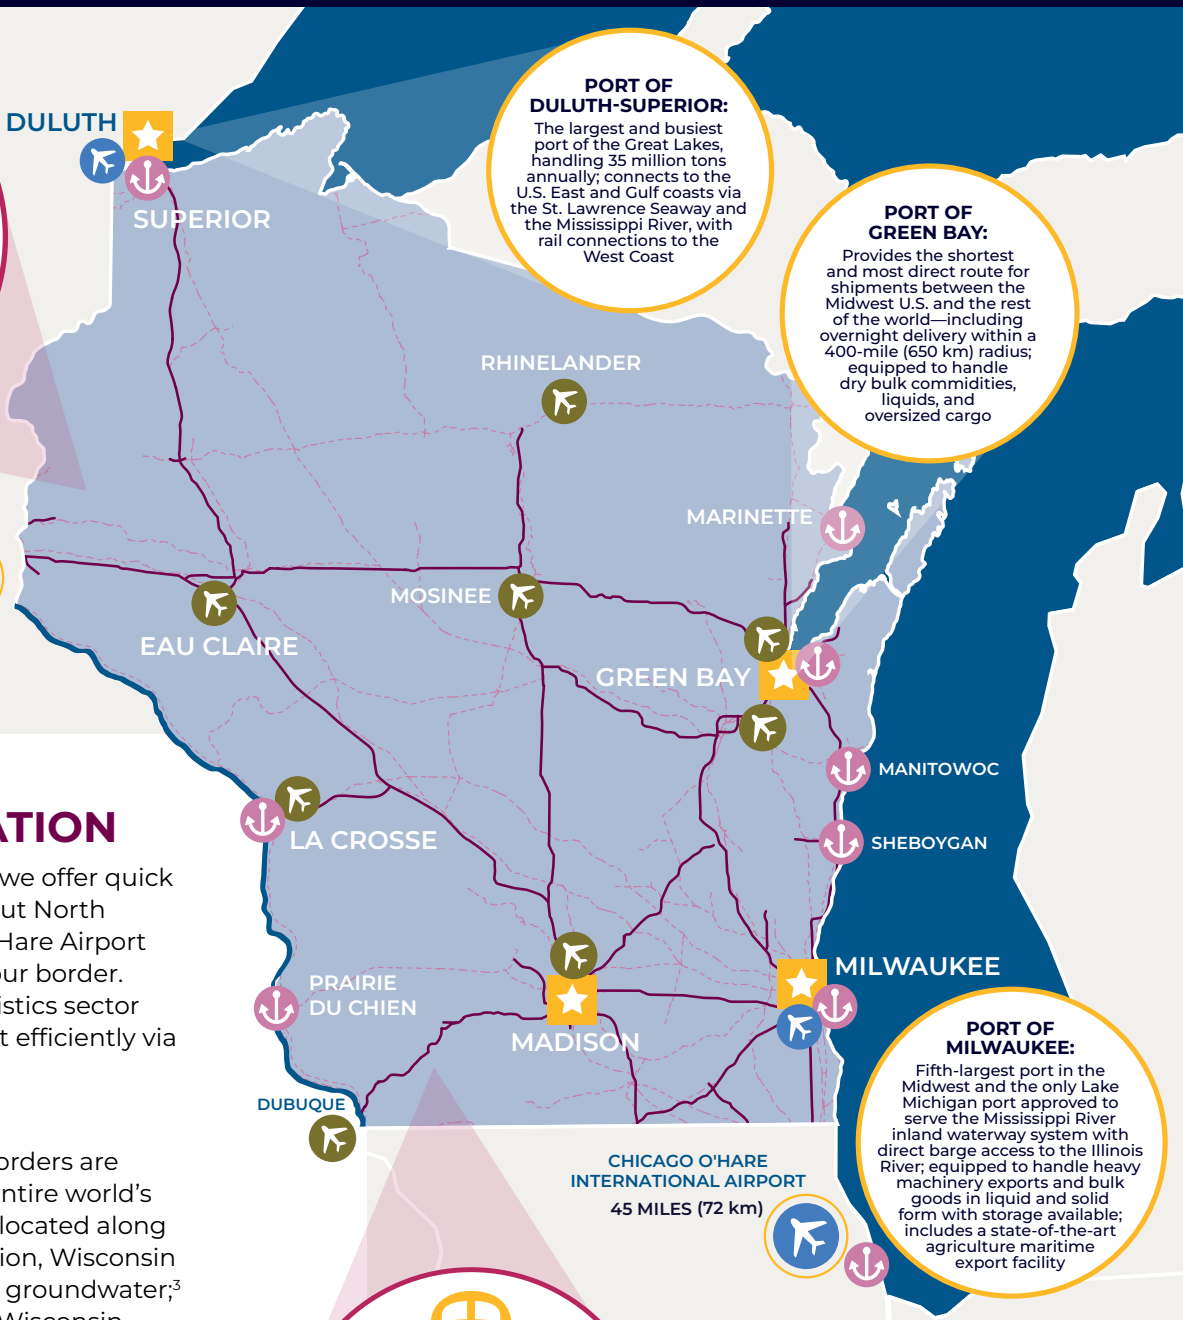 DULUTH
SUPERIOR
PORT OF
DULUTH-SUPERIOR:
The largest and busiest
port of the Great Lakes,
handling 35 million tons
annually; connects to the
U.S. East and Gulf coasts via
the St. Lawrence Seaway and
the Mississippi River, with
rail connections to the
West Coast
PORT OF
GREEN BAY:
Provides the shortest
and most direct route for
shipments between the
Midwest U.S. and the rest
of the world—including
overnight delivery within a
400-mile (650 km) radius;
equipped to handle
dry bulk commidities,
liquids, and
oversized cargo
RHINELANDER
MARINETTE
MOSINEE
EAU CLAIRE
GREEN BAY
MANITOWOC
SHEBOYGAN
LA CROSSE
ATION
we offer quick
ut North
Hare Airport
our border.
istics sector
t efficiently via
PRAIRIE
DU CHIEN
MILWAUKEE
MADISON
DUBUQUE
PORT OF
MILWAUKEE:
Fifth-largest port in the
Midwest and the only Lake
Michigan port approved to
serve the Mississippi River
inland waterway system with
direct barge access to the Illinois
River; equipped to handle heavy
machinery exports and bulk
goods in liquid and solid
form with storage available;
includes a state-of-the-art
agriculture maritime
export facility
CHICAGO O'HARE
INTERNATIONAL AIRPORT
45 MILES (72 km)
orders are
entire world's
located along
ion, Wisconsin
groundwater;³
Wisconsin